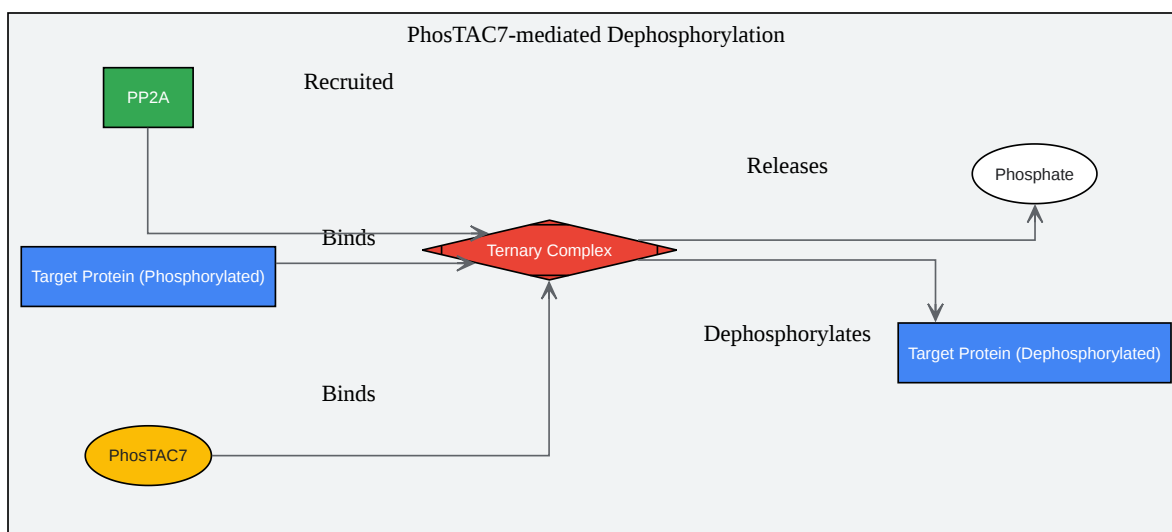 PhosTAC7-mediated Dephosphorylation
Recruited
PP2A
Releases
Phosphate
Binds
Ternary Complex
Target Protein (Phosphorylated)
Dephosphorylates
Target Protein (Dephosphorylated)
Binds
PhosTAC7